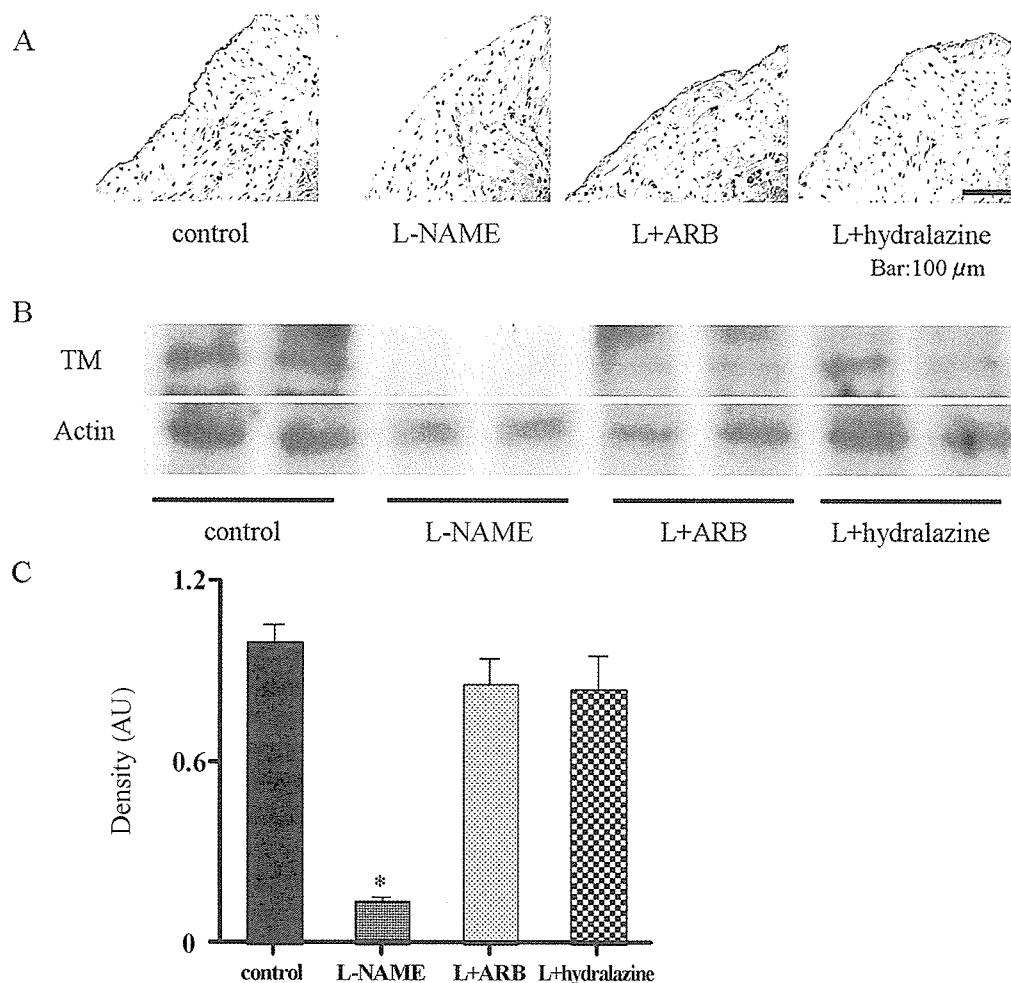 A
control
L-NAME
L+ARB
L+hydralazine
Bar:100 μm
B
TM
Actin
control
L-NAME
L+ARB
L+hydralazine
C
1.2
0.6
0
Density (AU)
*
control
L-NAME
L+ARB
L+hydralazine